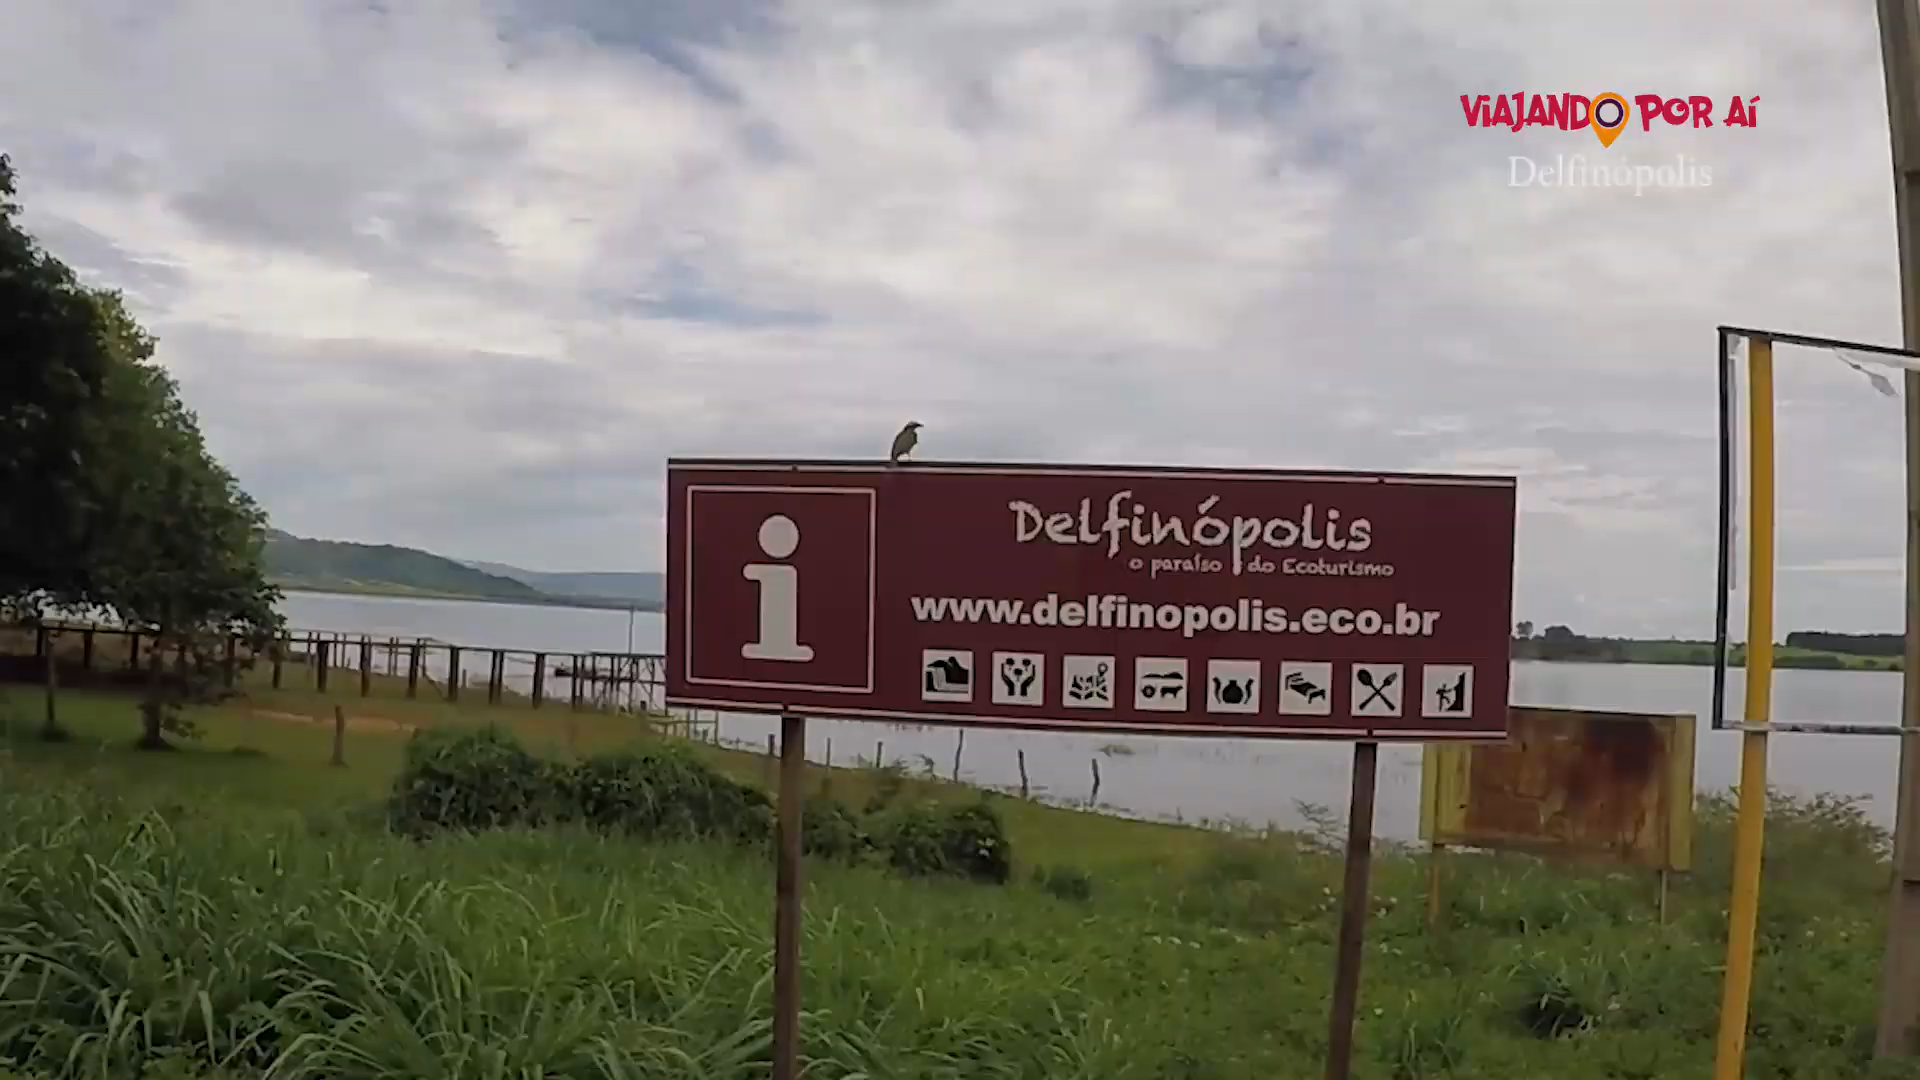 VIAJANDO POR AÍ
Delfinópolis
i
Delfinópolis
o paraíso do Ecoturismo
www.delfinopolis.eco.br